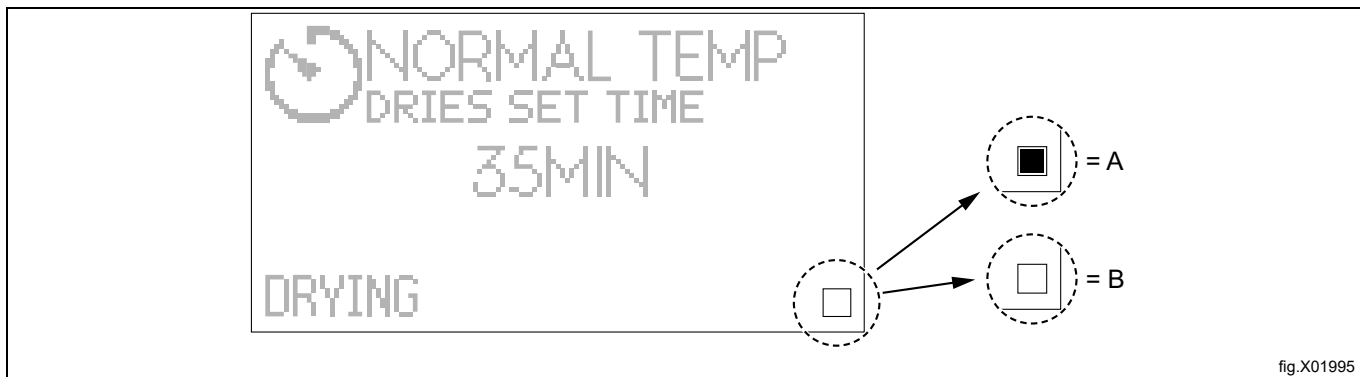 NORMAL TEMP
DRIES SET TIME
35MIN
DRYING
= A
= B
fig.X01995